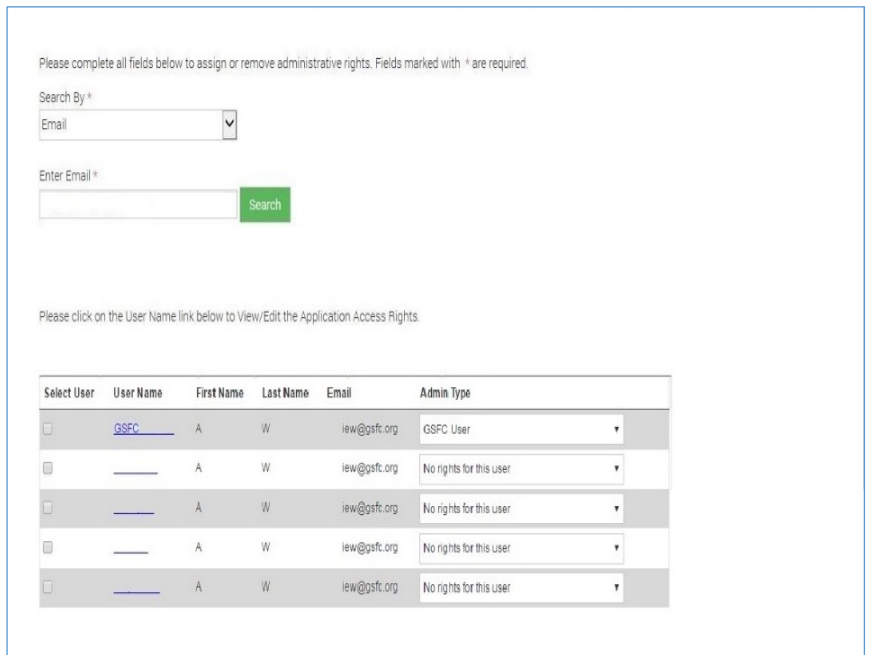 Please complete all fields below to assign or remove administrative rights. Fields marked with * are required.
Search By *
Email
Enter Email *
Search
Please click on the User Name link below to View/Edit the Application Access Rights.
Select User User Name First Name Last Name Email Admin Type
GSFC A W iew@gsfc.org GSFC User
A W iew@gsfc.org No rights for this user
A W iew@gsfc.org No rights for this user
A W iew@gsfc.org No rights for this user
A W iew@gsfc.org No rights for this user